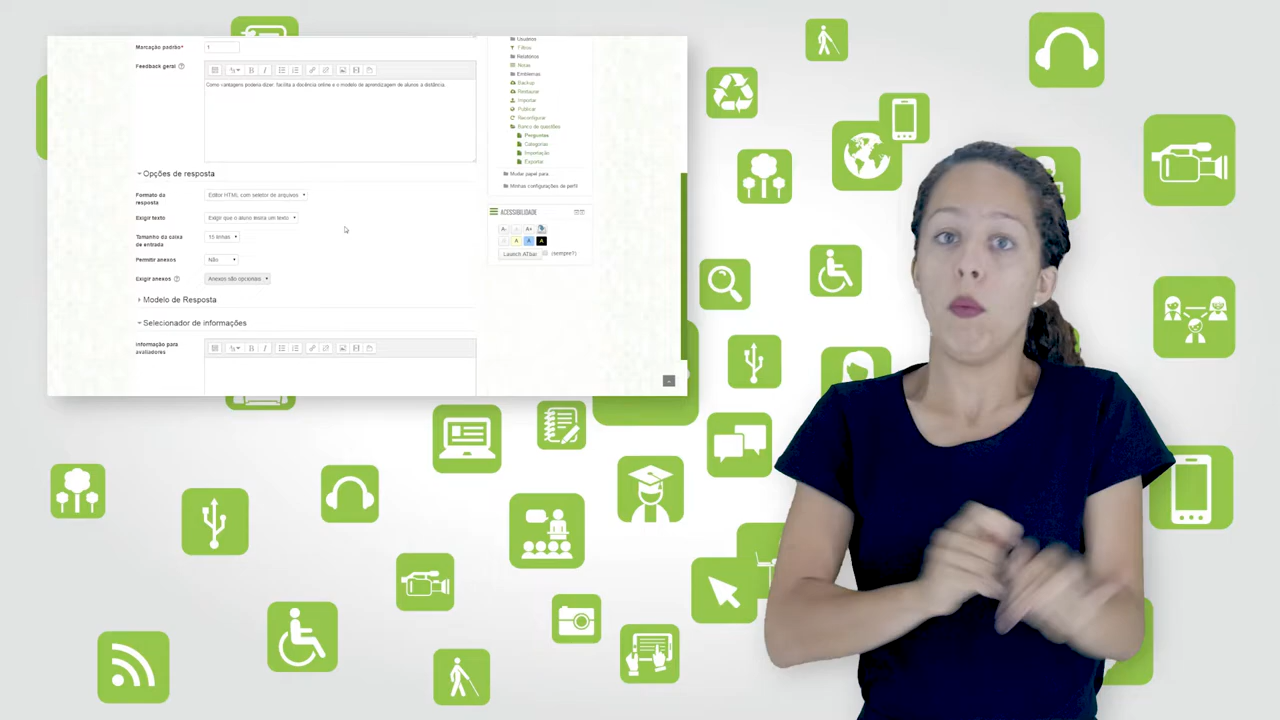 Marcação padrão* 1
Feedback geral
Como vantagens poderia dizer: facilita a docência online e o modelo de aprendizagem de alunos a distância.
Opções de resposta
Formato da resposta
Editor HTML com seletor de arquivos
Exigir texto
Exigir que o aluno insira um texto
Tamanho da caixa de entrada
15 linhas
Permitir anexos
Não
Exigir anexos
Anexos são opcionais
Modelo de Resposta
Selecionador de informações
Informação para avaliadores
Usuários
Filtros
Relatórios
Notas
Emblemas
Backup
Restaurar
Importar
Publicar
Reconfigurar
Banco de questões
Perguntas
Categorias
Importação
Exportar
Mudar papel para
Minhas configurações de perfil
ACESSIBILIDADE
A- A A+
A A A A
Launch ATbar (sempre?)